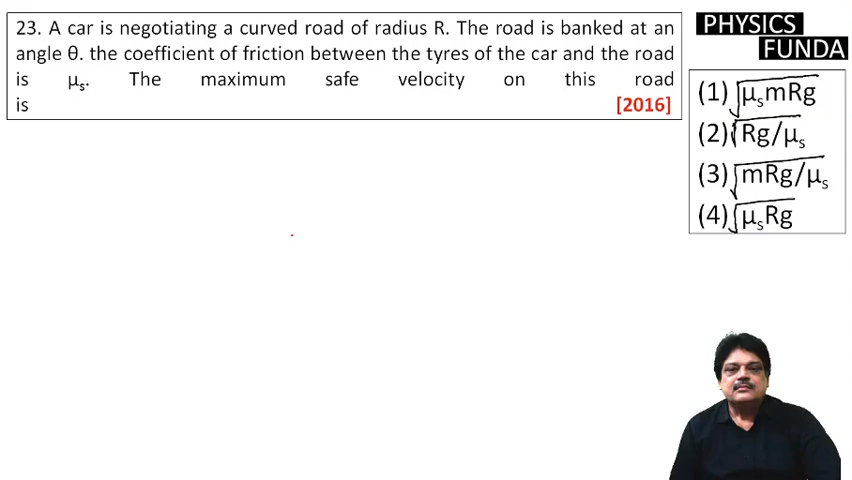 23. A car is negotiating a curved road of radius R. The road is banked at an
angle θ. the coefficient of friction between the tyres of the car and the road
is μₛ. The maximum safe velocity on this road
is [2016]
PHYSICS
FUNDA
(1) √μₛmRg
(2) √Rg/μₛ
(3) √mRg/μₛ
(4) √μₛRg